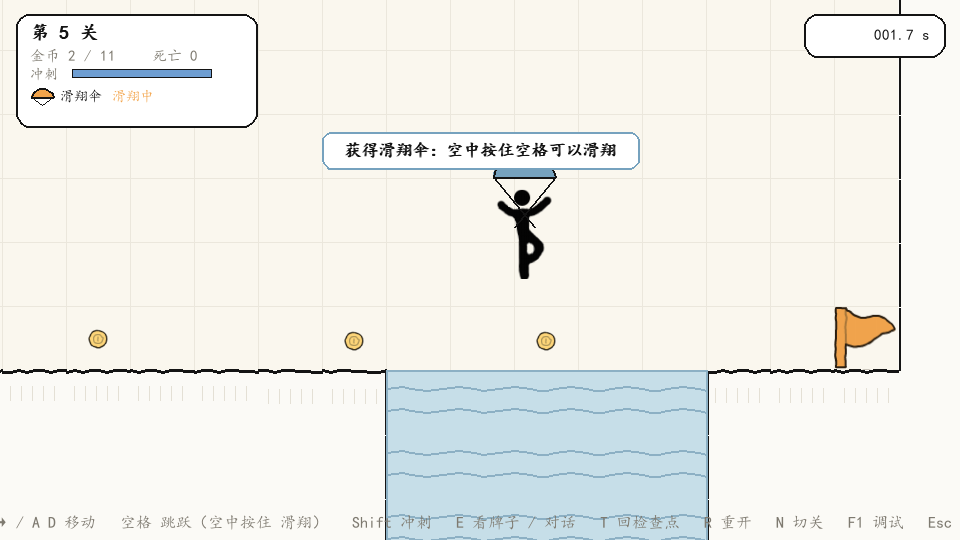 第 5 关
金币 2 / 11 死亡 0
冲刺
滑翔伞 滑翔中
001.7 s
获得滑翔伞: 空中按住空格可以滑翔
→ / A D 移动 空格 跳跃 (空中按住 滑翔) Shift 冲刺 E 看牌子 / 对话 T 回检查点 R 重开 N 切关 F1 调试 Esc